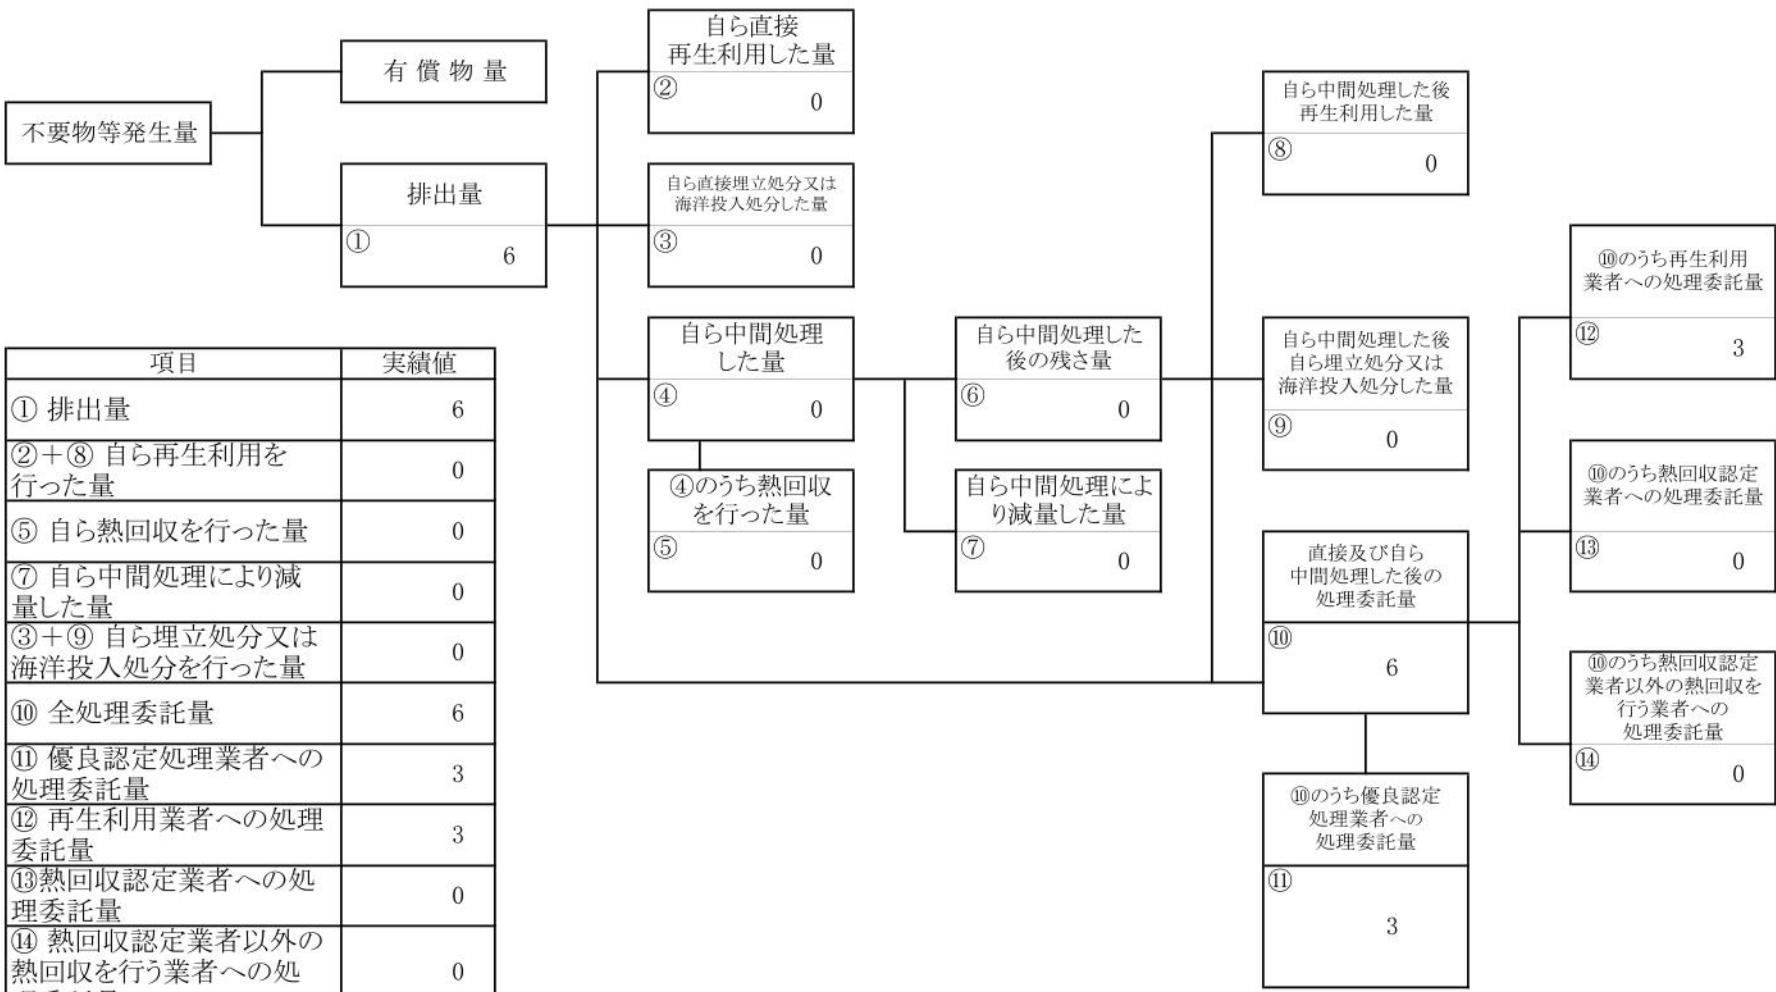 不要物等発生量
有償物量
排出量
①
6
自ら直接
再生利用した量
②
0
自ら直接埋立処分又は
海洋投入処分した量
③
0
自ら中間処理
した量
④
0
④のうち熱回収
を行った量
⑤
0
自ら中間処理した
後の残さ量
⑥
0
自ら中間処理によ
り減量した量
⑦
0
自ら中間処理した後
再生利用した量
⑧
0
自ら中間処理した後
自ら埋立処分又は
海洋投入処分した量
⑨
0
直接及び自ら
中間処理した後の
処理委託量
⑩
6
⑩のうち優良認定
処理業者への
処理委託量
⑪
3
⑩のうち再生利用
業者への処理委託量
⑫
3
⑩のうち熱回収認定
業者への処理委託量
⑬
0
⑩のうち熱回収認定
業者以外の熱回収を
行う業者への
処理委託量
⑭
0
項目 実績値
① 排出量 6
②＋⑧ 自ら再生利用を
行った量 0
⑤ 自ら熱回収を行った量 0
⑦ 自ら中間処理により減
量した量 0
③＋⑨ 自ら埋立処分又は
海洋投入処分を行った量 0
⑩ 全処理委託量 6
⑪ 優良認定処理業者への
処理委託量 3
⑫ 再生利用業者への処理
委託量 3
⑬熱回収認定業者への処
理委託量 0
⑭ 熱回収認定業者以外の
熱回収を行う業者への処 0